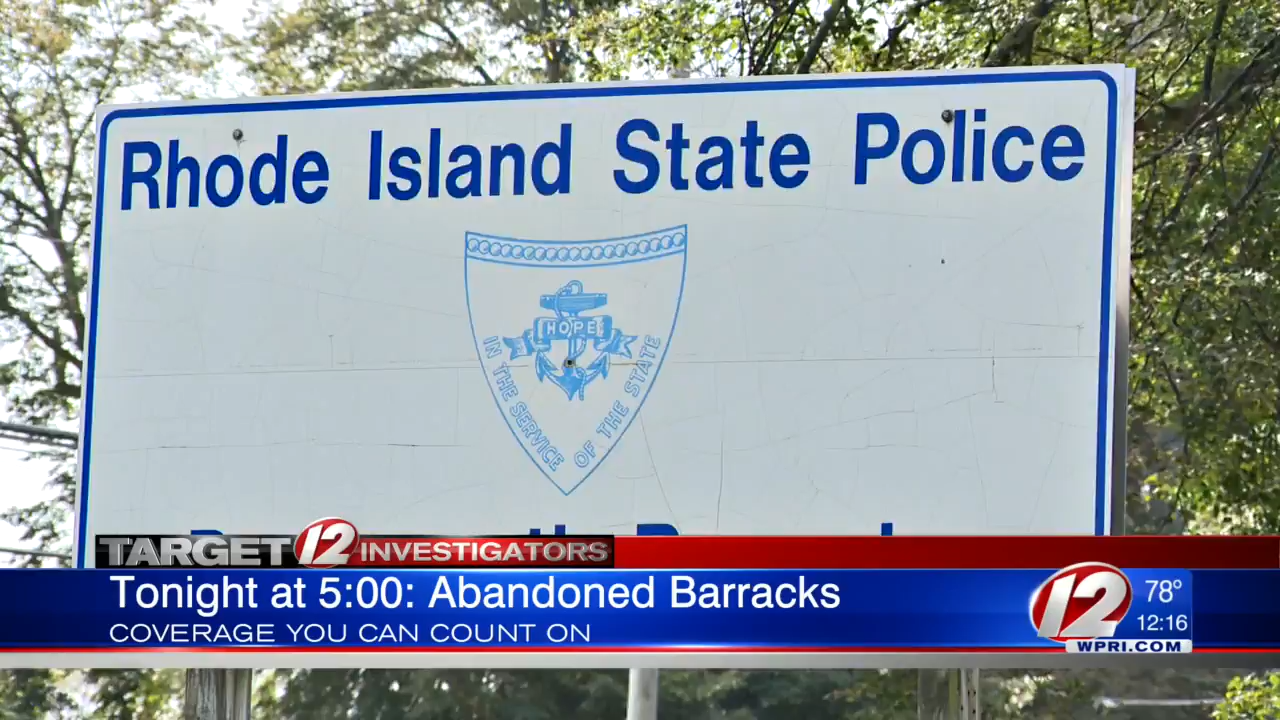 Rhode Island State Police
HOPE
IN THE SERVICE OF THE STATE
TARGET 12 INVESTIGATORS
Tonight at 5:00: Abandoned Barracks
COVERAGE YOU CAN COUNT ON
12
78º
12:16
WPRI.COM